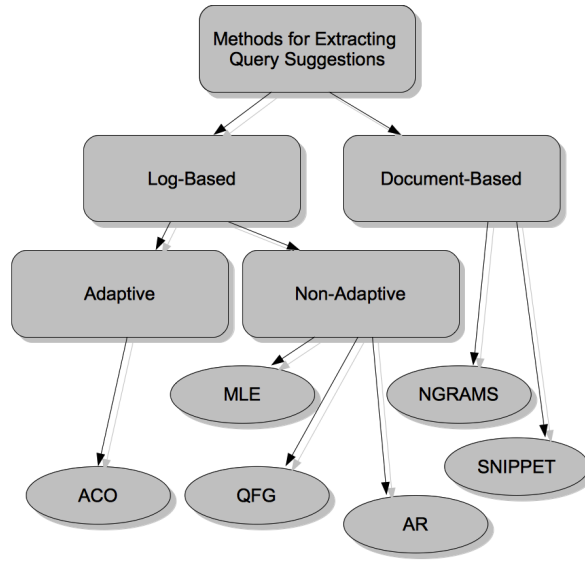 Methods for Extracting
Query Suggestions
Log-Based
Document-Based
Adaptive
Non-Adaptive
MLE
NGRAMS
SNIPPET
ACO
QFG
AR